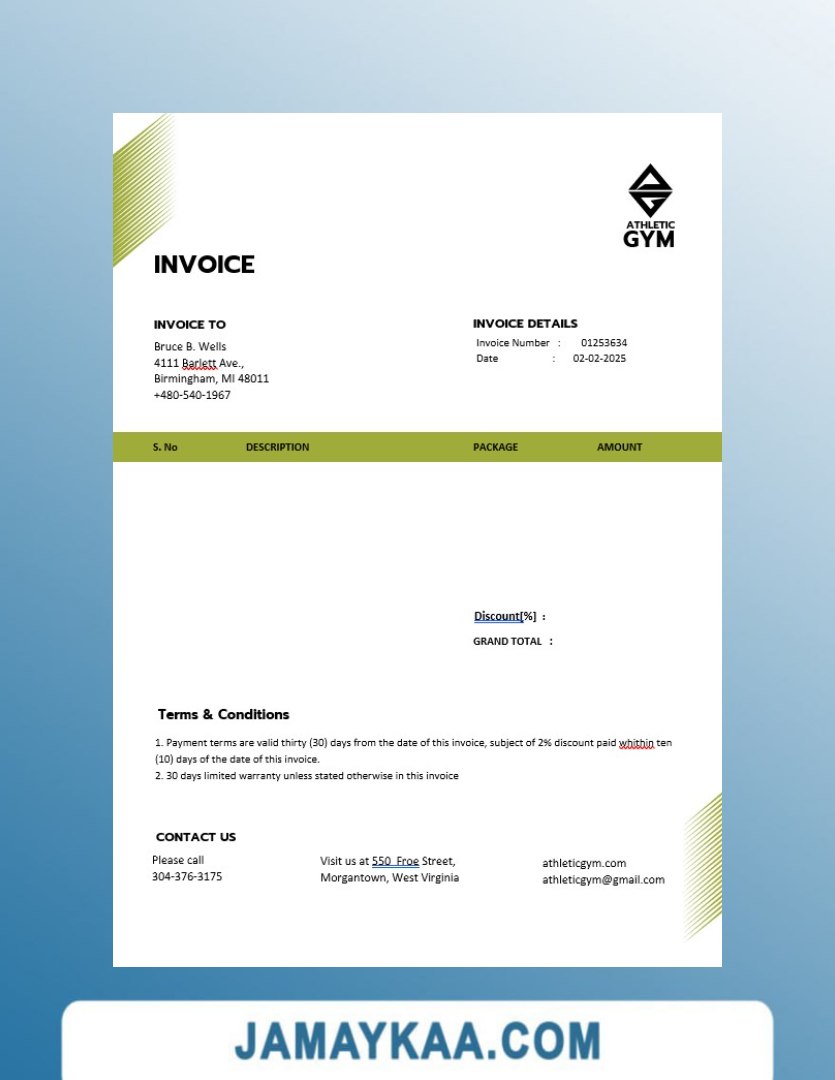 ATHLETIC
GYM
INVOICE
INVOICE TO
Bruce B. Wells
4111 Barlett Ave.,
Birmingham, MI 48011
+480-540-1967
INVOICE DETAILS
Invoice Number : 01253634
Date : 02-02-2025
S. No DESCRIPTION PACKAGE AMOUNT
Discount[%] :
GRAND TOTAL :
Terms & Conditions
1. Payment terms are valid thirty (30) days from the date of this invoice, subject of 2% discount paid whithin ten
(10) days of the date of this invoice.
2. 30 days limited warranty unless stated otherwise in this invoice
CONTACT US
Please call
304-376-3175
Visit us at 550 Froe Street,
Morgantown, West Virginia
athleticgym.com
athleticgym@gmail.com
JAMAYKAA.COM